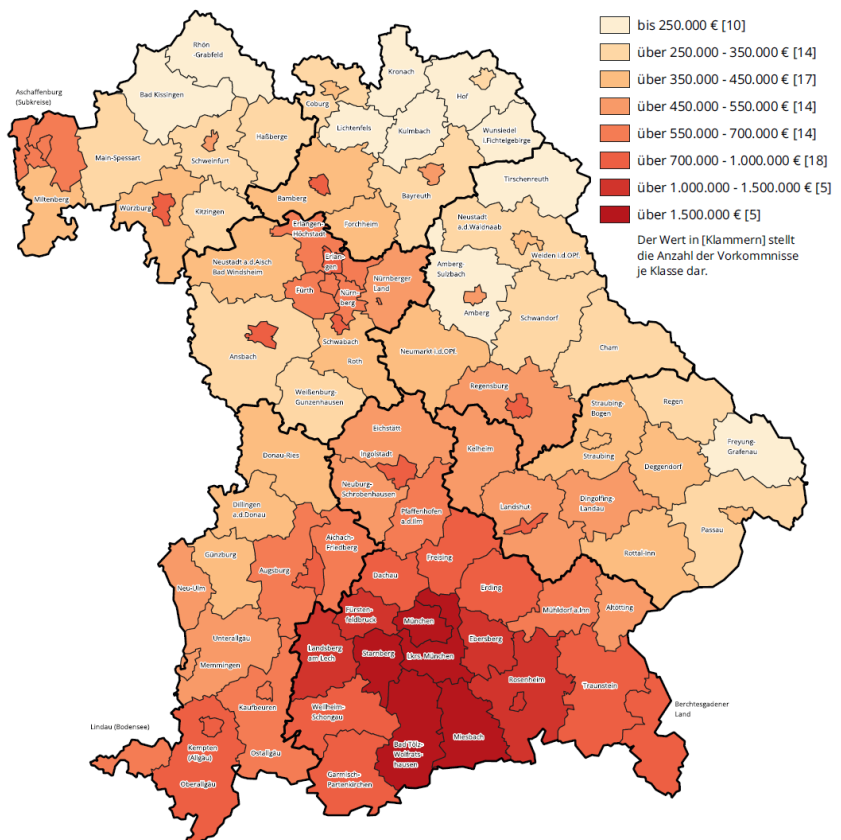 bis 250.000 € [10]
über 250.000 - 350.000 € [14]
über 350.000 - 450.000 € [17]
über 450.000 - 550.000 € [14]
über 550.000 - 700.000 € [14]
über 700.000 - 1.000.000 € [18]
über 1.000.000 - 1.500.000 € [5]
über 1.500.000 € [5]
Der Wert in [Klammern] stellt
die Anzahl der Vorkommnisse
je Klasse dar.
Rhön
-Grabfeld
Kronach
Bad Kissingen
Hof
Aschaffenburg
(Subkreise)
Coburg
Lichtenfels
Kulmbach
Wunsiedel
i.Fichtelgebirge
Haßberge
Main-Spessart
Schweinfurt
Tirschenreuth
Miltenberg
Würzburg
Kitzingen
Bamberg
Bayreuth
Forchheim
Neustadt
a.d.Waldnaab
Erlangen-
Höchstadt
Weiden i.d.OPf.
Neustadt a.d.Aisch
Bad Windsheim
Erlan-
gen
Amberg-
Sulzbach
Nürnberger
Land
Fürth
Nürn-
berg
Amberg
Schwandorf
Schwabach
Ansbach
Roth
Neumarkt i.d.OPf.
Cham
Weißenburg-
Gunzenhausen
Regensburg
Straubing-
Bogen
Regen
Eichstätt
Freyung-
Grafenau
Donau-Ries
Ingolstadt
Kelheim
Straubing
Deggendorf
Neuburg-
Schrobenhausen
Dillingen
a.d.Donau
Pfaffenhofen
a.d.Ilm
Landshut
Dingolfing-
Landau
Passau
Aichach-
Friedberg
Günzburg
Rottal-Inn
Freising
Augsburg
Dachau
Neu-Ulm
Erding
Mühldorf a.Inn
Altötting
Fürsten-
feldbruck
München
Unterallgäu
Landsberg
am Lech
Starnberg
Lkrs. München
Ebersberg
Memmingen
Rosenheim
Traunstein
Kaufbeuren
Weilheim-
Schongau
Berchtesgadener
Land
Lindau (Bodensee)
Kempten
(Allgäu)
Ostallgäu
Bad Tölz-
Wolfrats-
hausen
Miesbach
Oberallgäu
Garmisch-
Partenkirchen